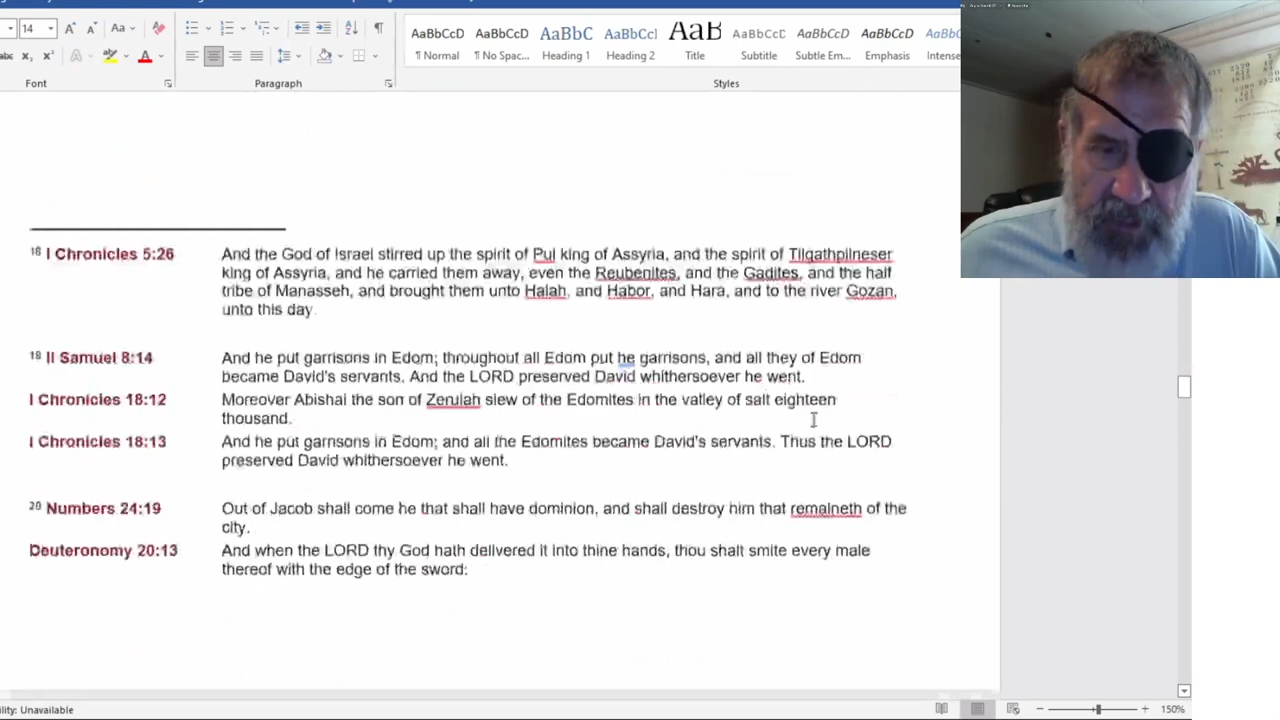 14
Aa
AaBbCcD AaBbCcD AaBbC AaBbCcI AaB AaBbCcD AaBbCcD AaBbCcD
¶ Normal ¶ No Spac... Heading 1 Heading 2 Title Subtitle Subtle Em... Emphasis Intense
Font Paragraph Styles
18 I Chronicles 5:26 And the God of Israel stirred up the spirit of Pul king of Assyria, and the spirit of Tilgathpilneser
king of Assyria, and he carried them away, even the Reubenites, and the Gadites, and the half
tribe of Manasseh, and brought them unto Halah, and Habor, and Hara, and to the river Gozan,
unto this day.
19 II Samuel 8:14 And he put garrisons in Edom; throughout all Edom put he garrisons, and all they of Edom
became David's servants. And the LORD preserved David whithersoever he went.
I Chronicles 18:12 Moreover Abishai the son of Zeruiah slew of the Edomites in the valley of salt eighteen
thousand.
I Chronicles 18:13 And he put garrisons in Edom; and all the Edomites became David's servants. Thus the LORD
preserved David whithersoever he went.
20 Numbers 24:19 Out of Jacob shall come he that shall have dominion, and shall destroy him that remaineth of the
city.
Deuteronomy 20:13 And when the LORD thy God hath delivered it into thine hands, thou shalt smite every male
thereof with the edge of the sword:
ility: Unavailable 150%